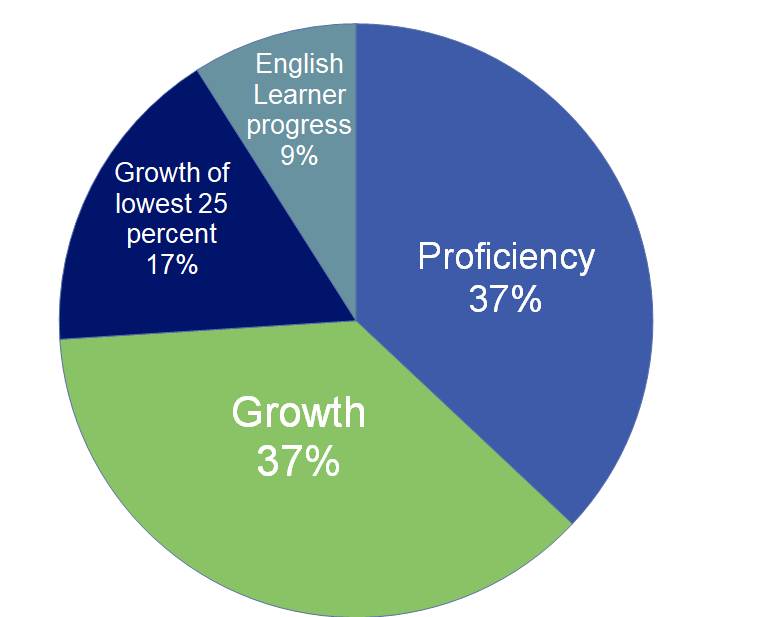 English
Learner
progress
9%
Growth of
lowest 25
percent
17%
Proficiency
37%
Growth
37%